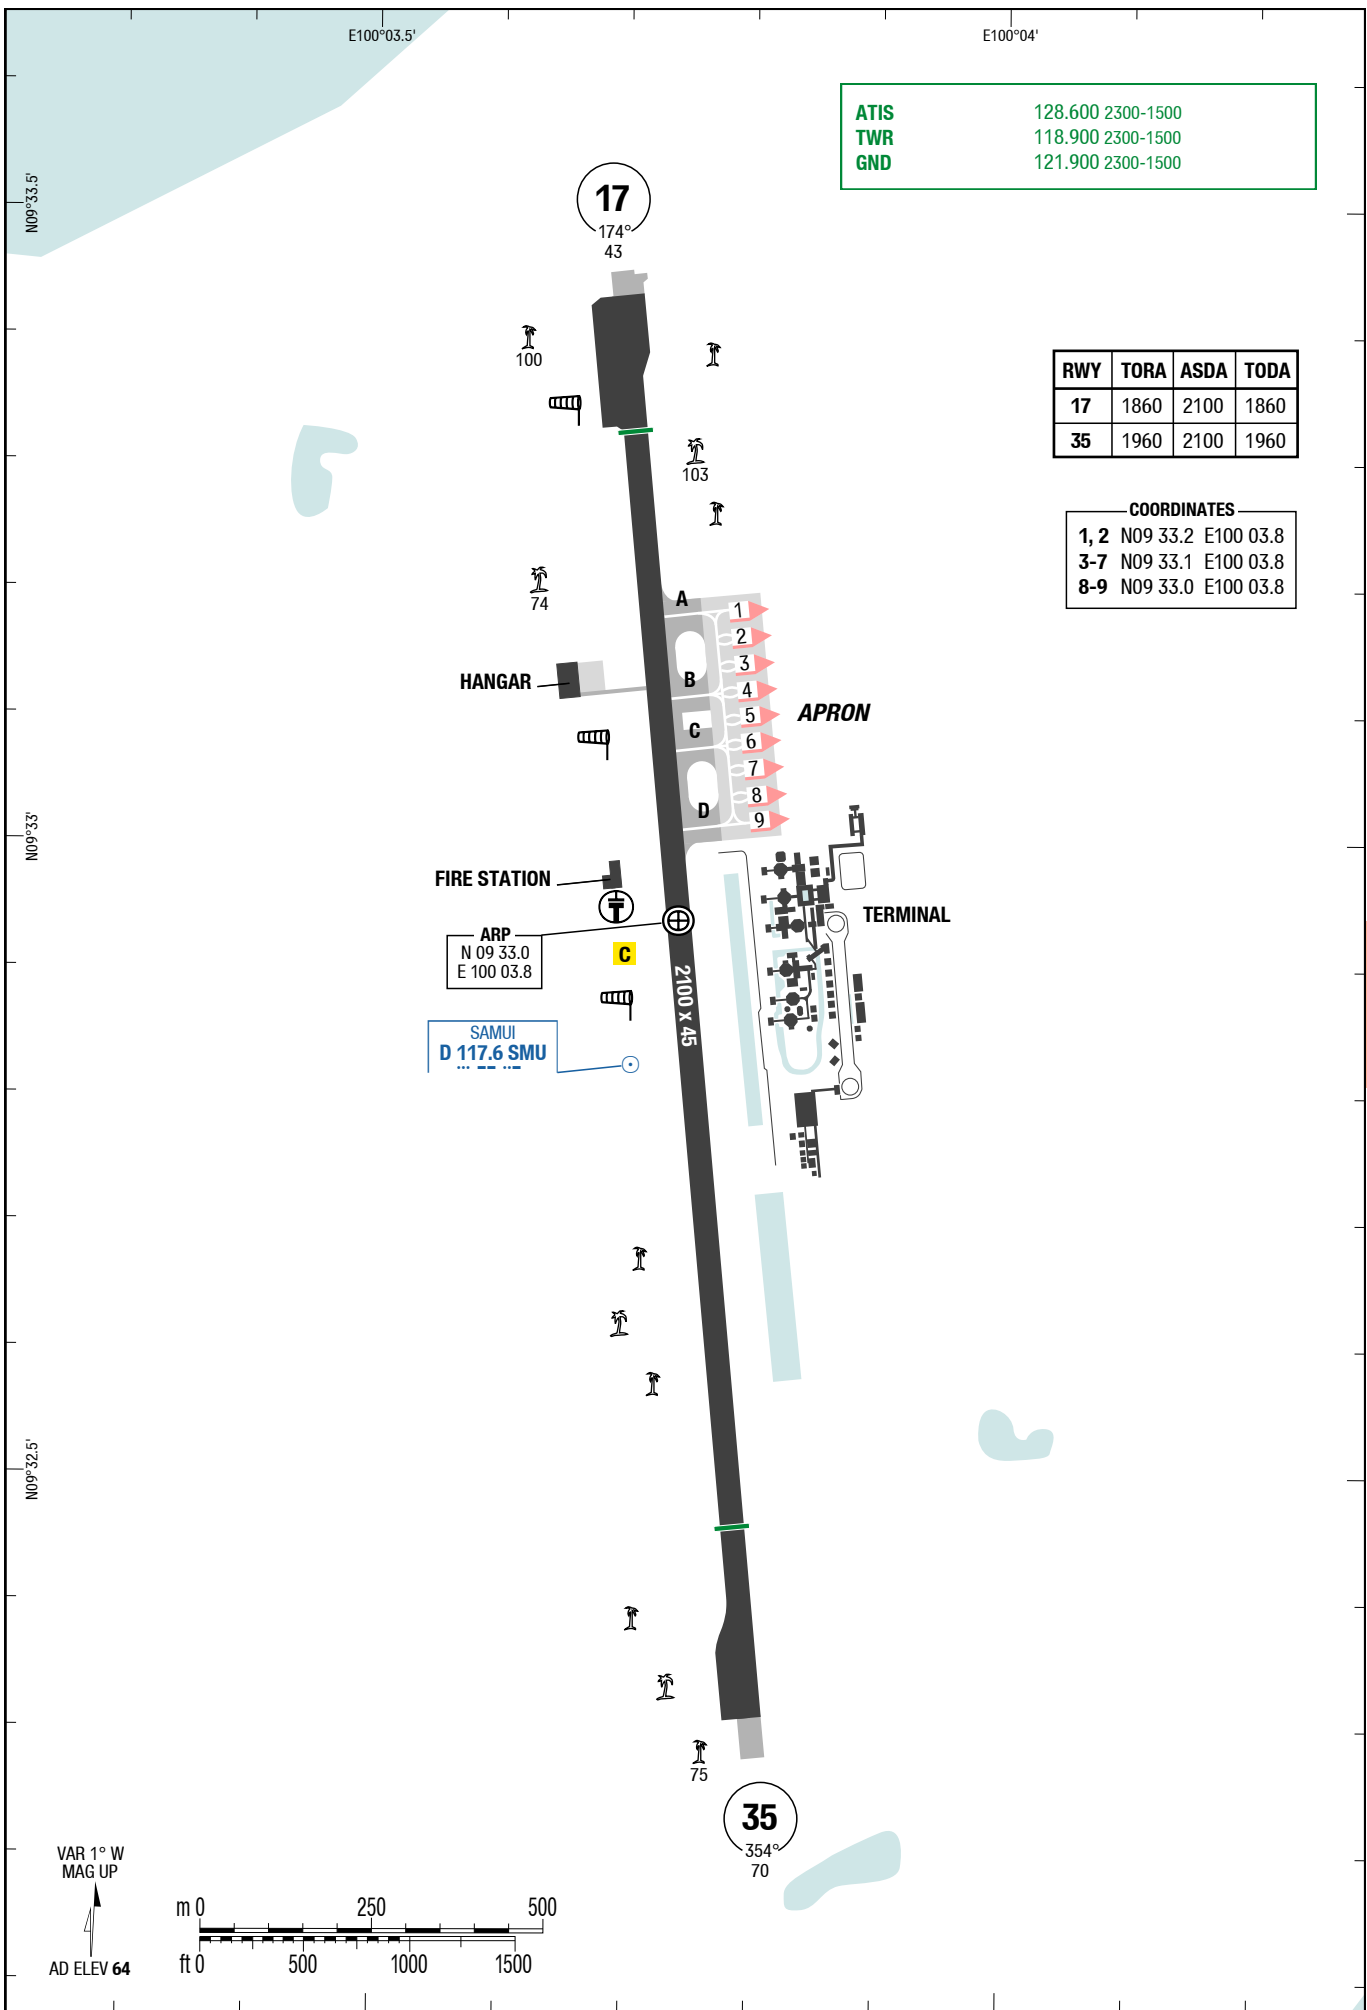 E100°03.5'
E100°04'
ATIS 128.600 2300-1500
TWR 118.900 2300-1500
GND 121.900 2300-1500
N09°33.5'
17
174°
43
100
RWY TORA ASDA TODA
17 1860 2100 1860
35 1960 2100 1960
103
COORDINATES
1, 2 N09 33.2 E100 03.8
3-7 N09 33.1 E100 03.8
8-9 N09 33.0 E100 03.8
74
A
1
2
3
HANGAR
B
4
APRON
5
C
6
7
8
D
9
N09°33'
FIRE STATION
T
TERMINAL
ARP
N 09 33.0
E 100 03.8
C
2100 x 45
SAMUI
D 117.6 SMU
N09°32.5'
75
35
354°
70
VAR 1° W
MAG UP
AD ELEV 64
m 0 250 500
ft 0 500 1000 1500